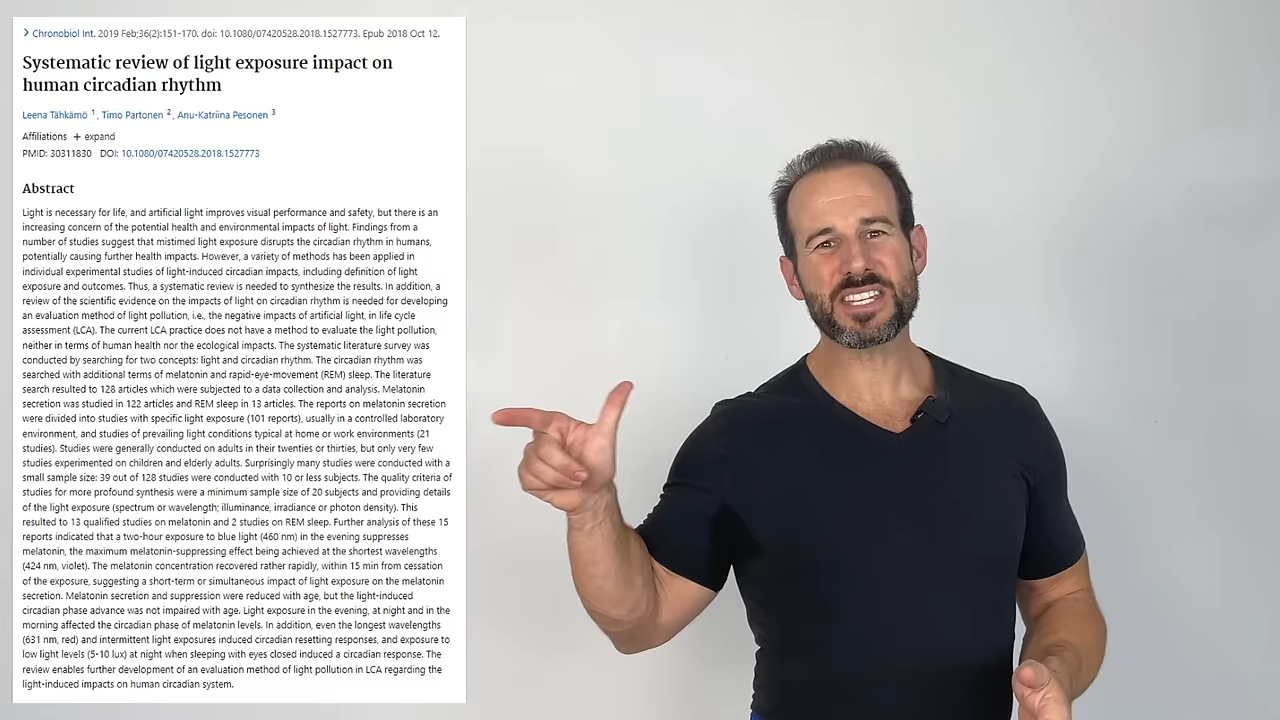 > Chronobiol Int. 2019 Feb;36(2):151-170. doi: 10.1080/07420528.2018.1527773. Epub 2018 Oct 12.
Systematic review of light exposure impact on
human circadian rhythm
Leena Tähkämö 1, Timo Partonen 2, Anu-Katriina Pesonen 3
Affiliations + expand
PMID: 30311830 DOI: 10.1080/07420528.2018.1527773
Abstract
Light is necessary for life, and artificial light improves visual performance and safety, but there is an
increasing concern of the potential health and environmental impacts of light. Findings from a
number of studies suggest that mistimed light exposure disrupts the circadian rhythm in humans,
potentially causing further health impacts. However, a variety of methods has been applied in
individual experimental studies of light-induced circadian impacts, including definition of light
exposure and outcomes. Thus, a systematic review is needed to synthesize the results. In addition, a
review of the scientific evidence on the impacts of light on circadian rhythm is needed for developing
an evaluation method of light pollution, i.e., the negative impacts of artificial light, in life cycle
assessment (LCA). The current LCA practice does not have a method to evaluate the light pollution,
neither in terms of human health nor the ecological impacts. The systematic literature survey was
conducted by searching for two concepts: light and circadian rhythm. The circadian rhythm was
searched with additional terms of melatonin and rapid-eye-movement (REM) sleep. The literature
search resulted to 128 articles which were subjected to a data collection and analysis. Melatonin
secretion was studied in 122 articles and REM sleep in 13 articles. The reports on melatonin secretion
were divided into studies with specific light exposure (101 reports), usually in a controlled laboratory
environment, and studies of prevailing light conditions typical at home or work environments (21
studies). Studies were generally conducted on adults in their twenties or thirties, but only very few
studies experimented on children and elderly adults. Surprisingly many studies were conducted with a
small sample size: 39 out of 128 studies were conducted with 10 or less subjects. The quality criteria of
studies for more profound synthesis were a minimum sample size of 20 subjects and providing details
of the light exposure (spectrum or wavelength; illuminance, irradiance or photon density). This
resulted to 13 qualified studies on melatonin and 2 studies on REM sleep. Further analysis of these 15
reports indicated that a two-hour exposure to blue light (460 nm) in the evening suppresses
melatonin, the maximum melatonin-suppressing effect being achieved at the shortest wavelengths
(424 nm, violet). The melatonin concentration recovered rather rapidly, within 15 min from cessation
of the exposure, suggesting a short-term or simultaneous impact of light exposure on the melatonin
secretion. Melatonin secretion and suppression were reduced with age, but the light-induced
circadian phase advance was not impaired with age. Light exposure in the evening, at night and in the
morning affected the circadian phase of melatonin levels. In addition, even the longest wavelengths
(631 nm, red) and intermittent light exposures induced circadian resetting responses, and exposure to
low light levels (5-10 lux) at night when sleeping with eyes closed induced a circadian response. The
review enables further development of an evaluation method of light pollution in LCA regarding the
light-induced impacts on human circadian system.